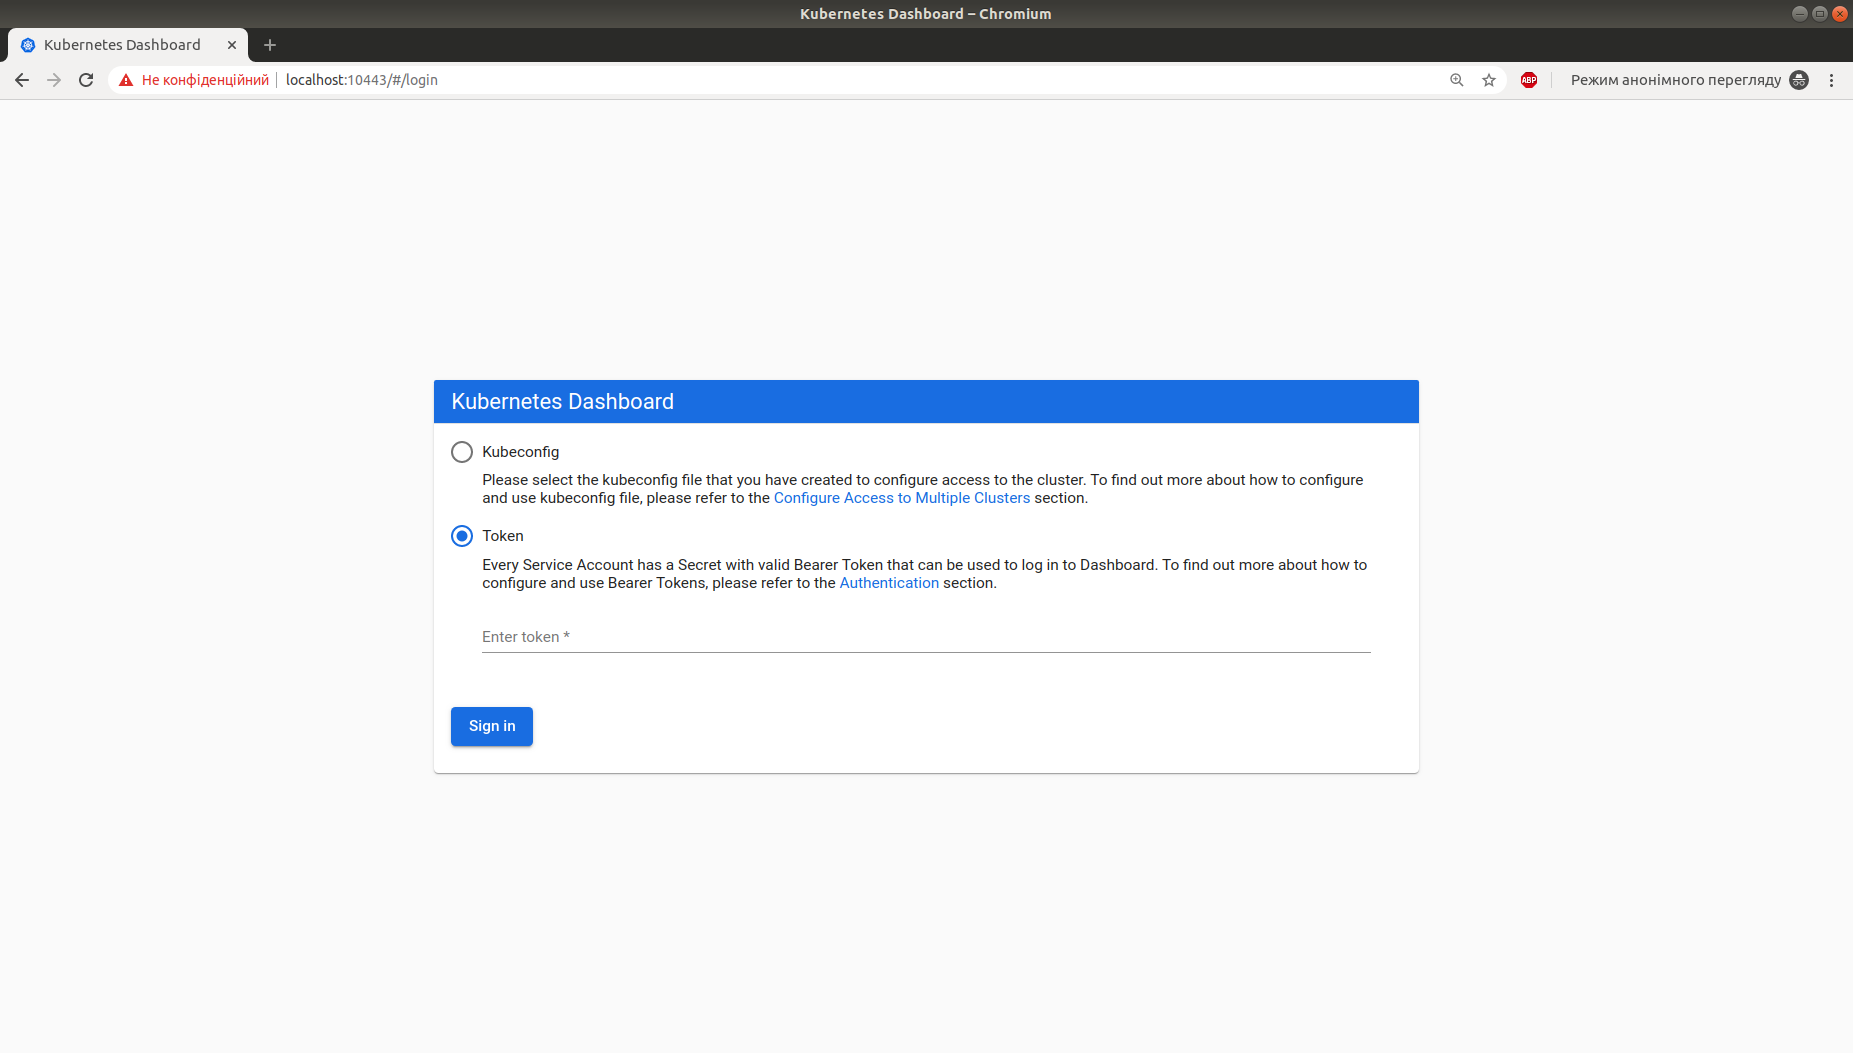 Kubernetes Dashboard – Chromium
Kubernetes Dashboard
Не конфіденційний
localhost:10443/#/login
ABP
Режим анонімного перегляду
Kubernetes Dashboard
Kubeconfig
Please select the kubeconfig file that you have created to configure access to the cluster. To find out more about how to configure
and use kubeconfig file, please refer to the Configure Access to Multiple Clusters section.
Token
Every Service Account has a Secret with valid Bearer Token that can be used to log in to Dashboard. To find out more about how to
configure and use Bearer Tokens, please refer to the Authentication section.
Enter token *
Sign in